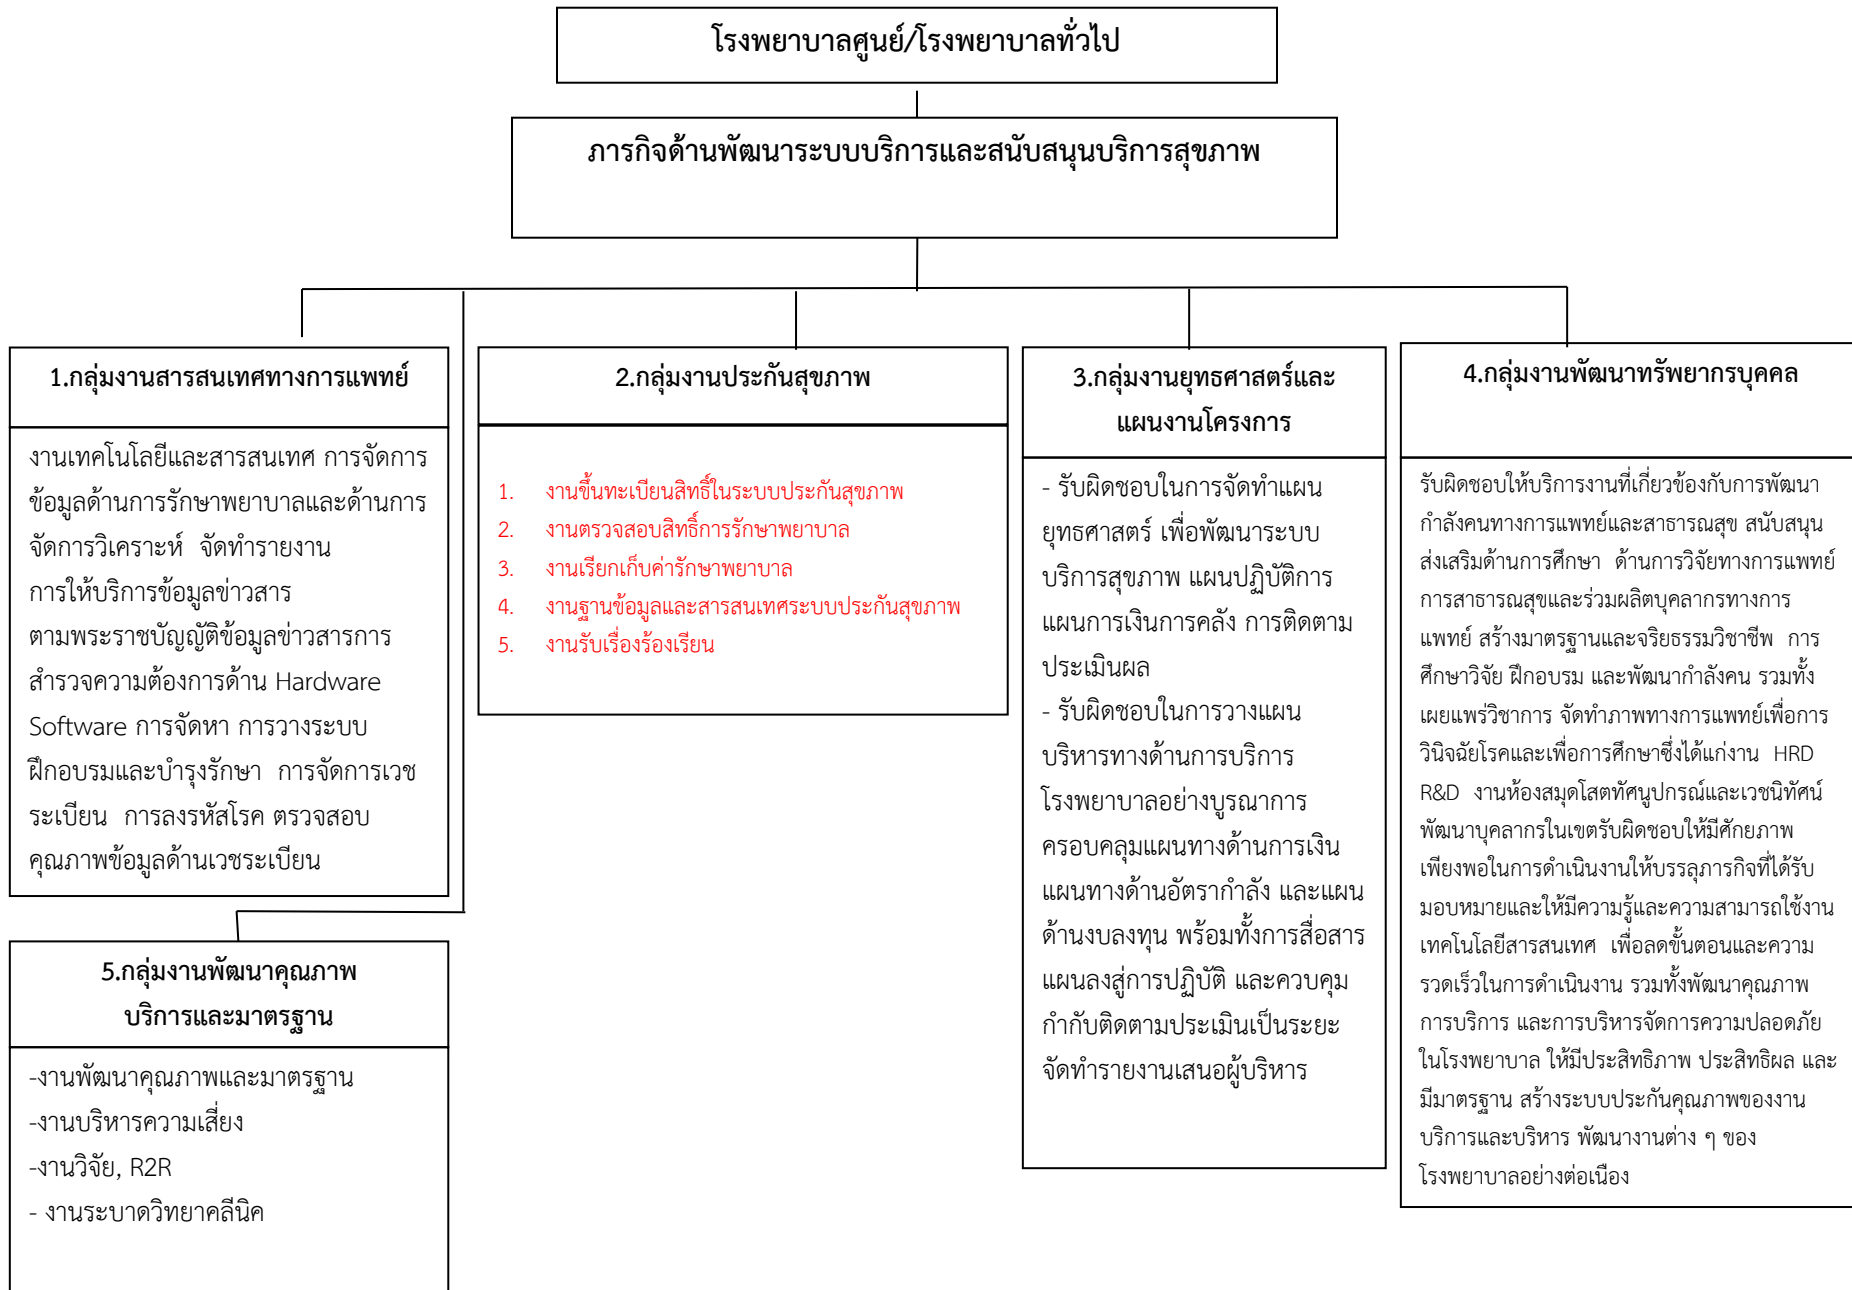 โรงพยาบาลศูนย์/โรงพยาบาลทั่วไป
ภารกิจด้านพัฒนาระบบบริการและสนับสนุนบริการสุขภาพ
1.กลุ่มงานสารสนเทศทางการแพทย์
งานเทคโนโลยีและสารสนเทศ การจัดการ
ข้อมูลด้านการรักษาพยาบาลและด้านการ
จัดการวิเคราะห์ จัดทำรายงาน
การให้บริการข้อมูลข่าวสาร
ตามพระราชบัญญัติข้อมูลข่าวสารการ
สำรวจความต้องการด้าน Hardware
Software การจัดหา การวางระบบ
ฝึกอบรมและบำรุงรักษา การจัดการเวช
ระเบียน การลงรหัสโรค ตรวจสอบ
คุณภาพข้อมูลด้านเวชระเบียน
2.กลุ่มงานประกันสุขภาพ
1. งานขึ้นทะเบียนสิทธิ์ในระบบประกันสุขภาพ
2. งานตรวจสอบสิทธิ์การรักษาพยาบาล
3. งานเรียกเก็บค่ารักษาพยาบาล
4. งานฐานข้อมูลและสารสนเทศระบบประกันสุขภาพ
5. งานรับเรื่องร้องเรียน
3.กลุ่มงานยุทธศาสตร์และ
แผนงานโครงการ
- รับผิดชอบในการจัดทำแผน
ยุทธศาสตร์ เพื่อพัฒนาระบบ
บริการสุขภาพ แผนปฏิบัติการ
แผนการเงินการคลัง การติดตาม
ประเมินผล
- รับผิดชอบในการวางแผน
บริหารทางด้านการบริการ
โรงพยาบาลอย่างบูรณาการ
ครอบคลุมแผนทางด้านการเงิน
แผนทางด้านอัตรากำลัง และแผน
ด้านงบลงทุน พร้อมทั้งการสื่อสาร
แผนลงสู่การปฏิบัติ และควบคุม
กำกับติดตามประเมินเป็นระยะ
จัดทำรายงานเสนอผู้บริหาร
4.กลุ่มงานพัฒนาทรัพยากรบุคคล
รับผิดชอบให้บริการงานที่เกี่ยวข้องกับการพัฒนา
กำลังคนทางการแพทย์และสาธารณสุข สนับสนุน
ส่งเสริมด้านการศึกษา ด้านการวิจัยทางการแพทย์
การสาธารณสุขและร่วมผลิตบุคลากรทางการ
แพทย์ สร้างมาตรฐานและจริยธรรมวิชาชีพ การ
ศึกษาวิจัย ฝึกอบรม และพัฒนากำลังคน รวมทั้ง
เผยแพร่วิชาการ จัดทำภาพทางการแพทย์เพื่อการ
วินิจฉัยโรคและเพื่อการศึกษาซึ่งได้แก่งาน HRD
R&D งานห้องสมุดโสตทัศนูปกรณ์และเวชนิทัศน์
พัฒนาบุคลากรในเขตรับผิดชอบให้มีศักยภาพ
เพียงพอในการดำเนินงานให้บรรลุภารกิจที่ได้รับ
มอบหมายและให้มีความรู้และความสามารถใช้งาน
เทคโนโลยีสารสนเทศ เพื่อลดขั้นตอนและความ
รวดเร็วในการดำเนินงาน รวมทั้งพัฒนาคุณภาพ
การบริการ และการบริหารจัดการความปลอดภัย
ในโรงพยาบาล ให้มีประสิทธิภาพ ประสิทธิผล และ
มีมาตรฐาน สร้างระบบประกันคุณภาพของงาน
บริการและบริหาร พัฒนางานต่าง ๆ ของ
โรงพยาบาลอย่างต่อเนื่อง
5.กลุ่มงานพัฒนาคุณภาพ
บริการและมาตรฐาน
-งานพัฒนาคุณภาพและมาตรฐาน
-งานบริหารความเสี่ยง
-งานวิจัย, R2R
- งานระบาดวิทยาคลีนิค